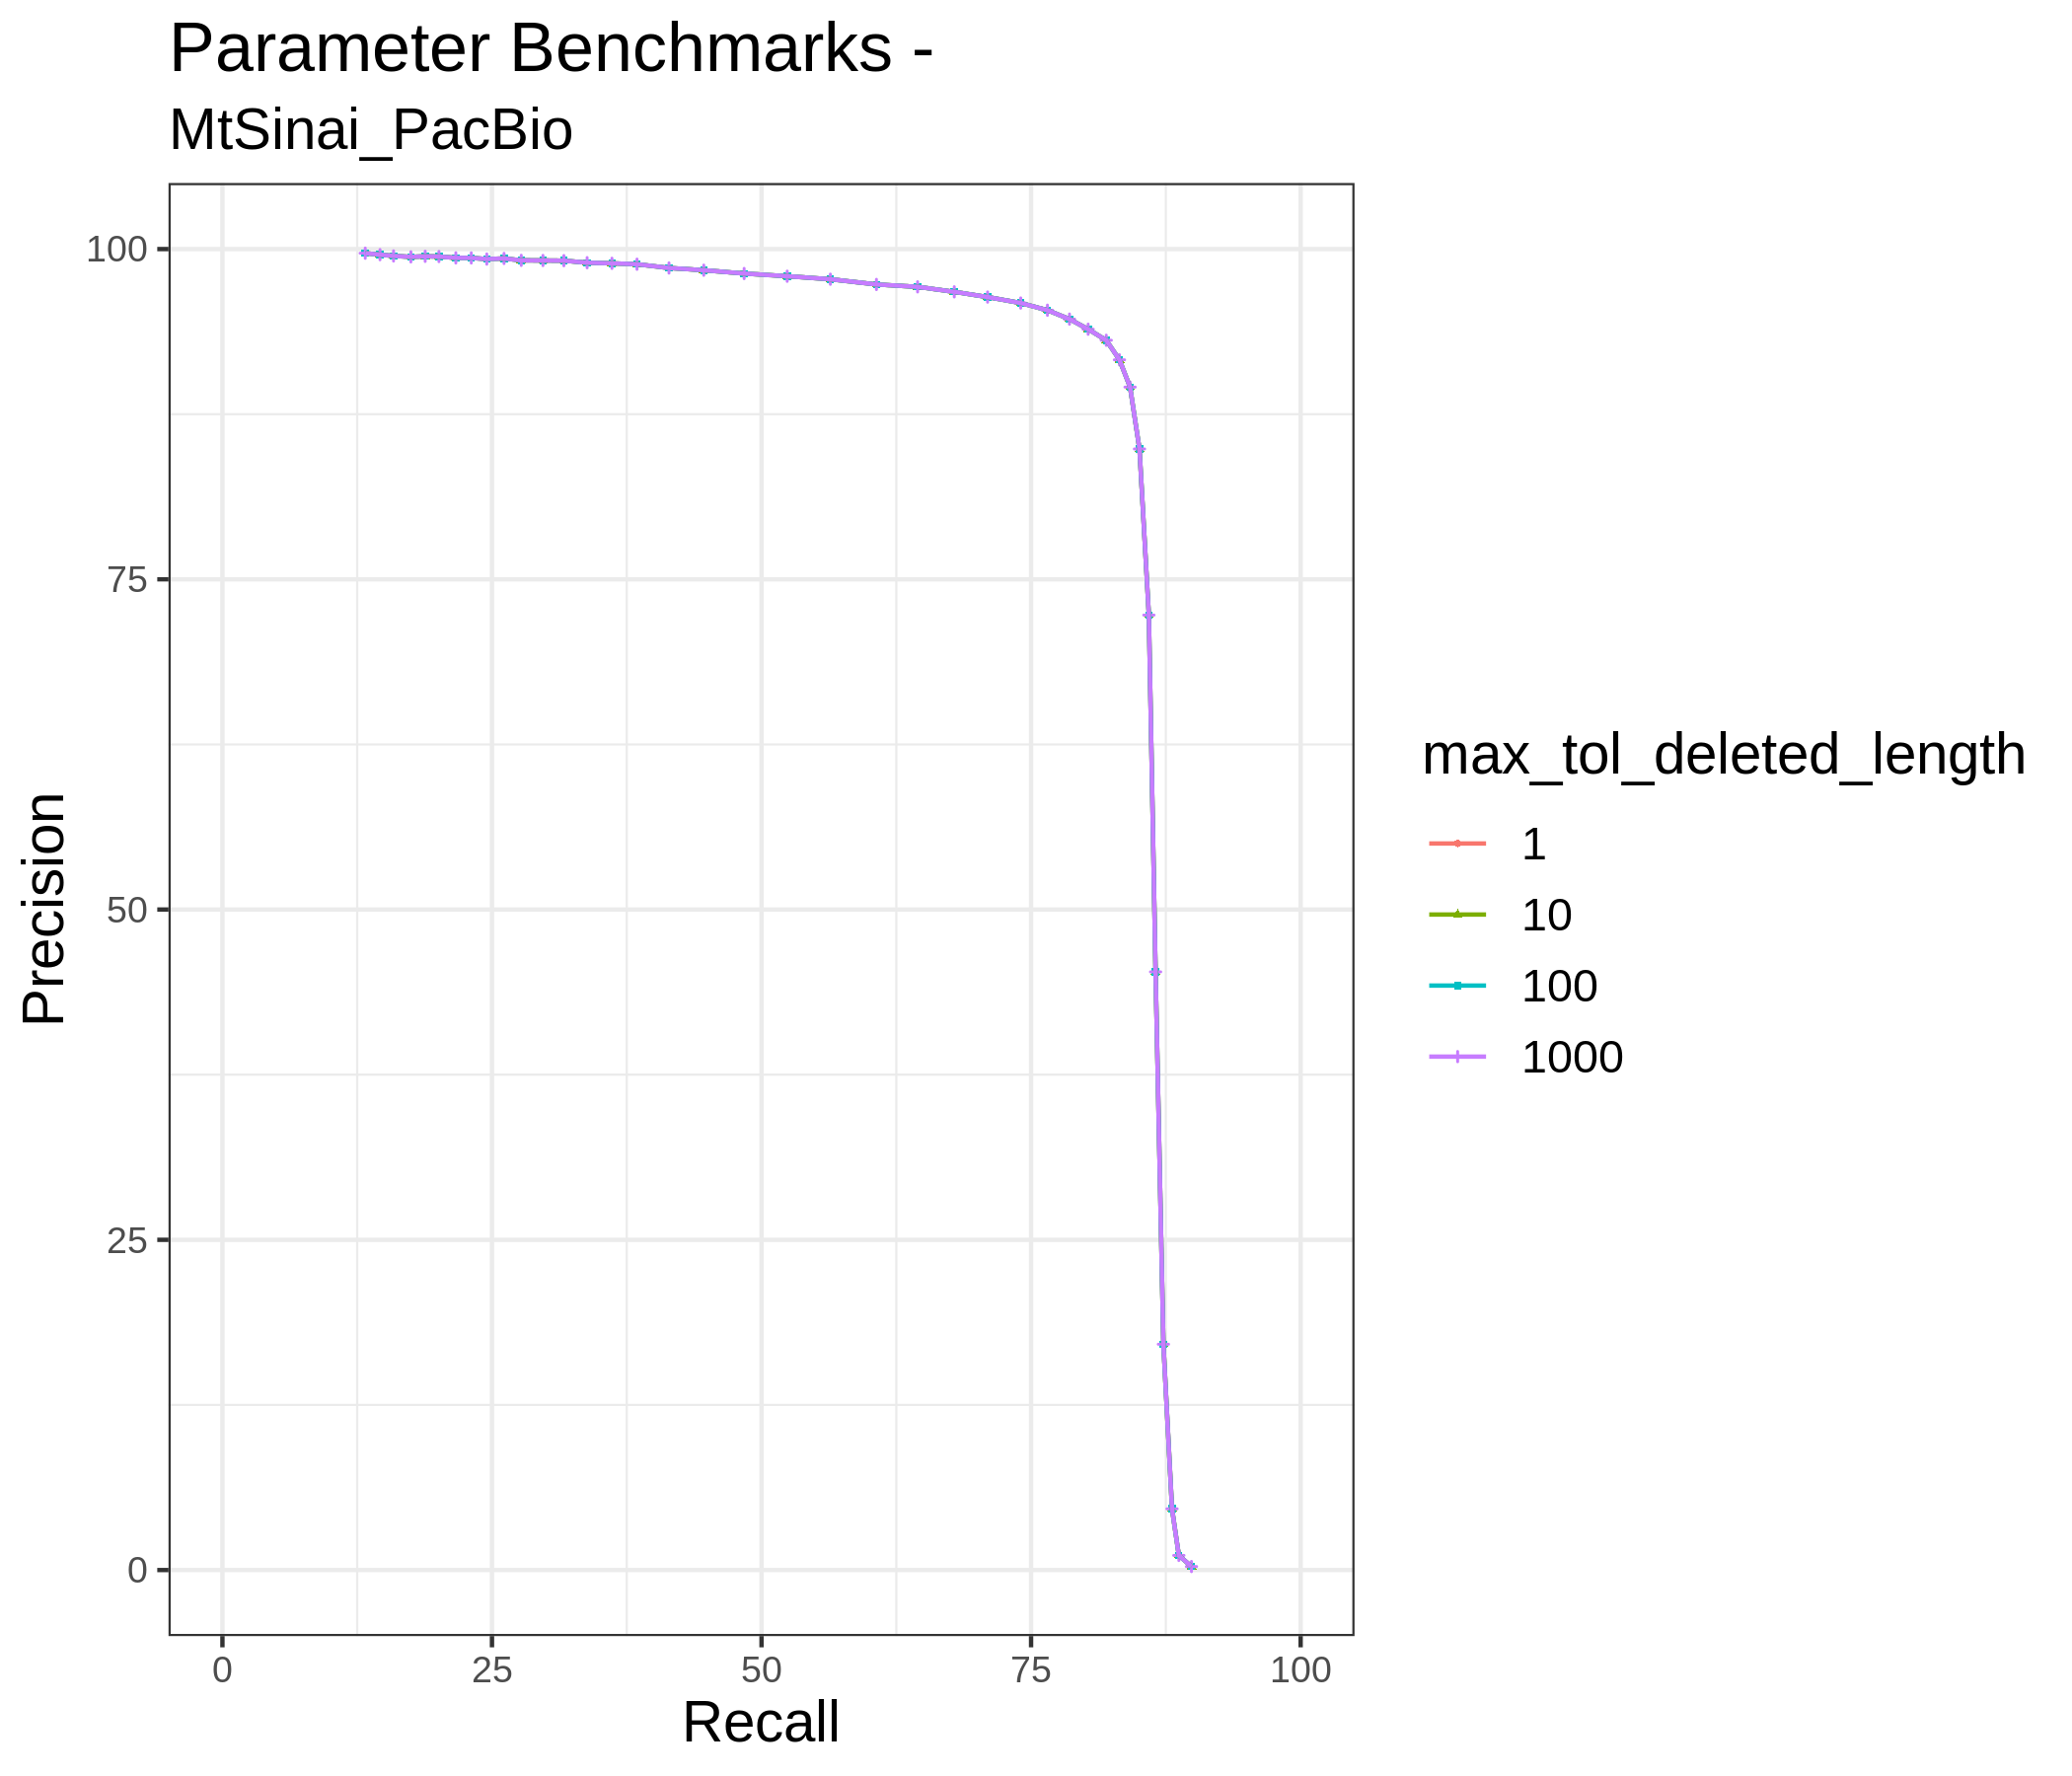 Parameter Benchmarks -
MtSinai_PacBio
Precision
100
75
50
25
0
0 25 50 75 100
Recall
max_tol_deleted_length
1
10
100
1000